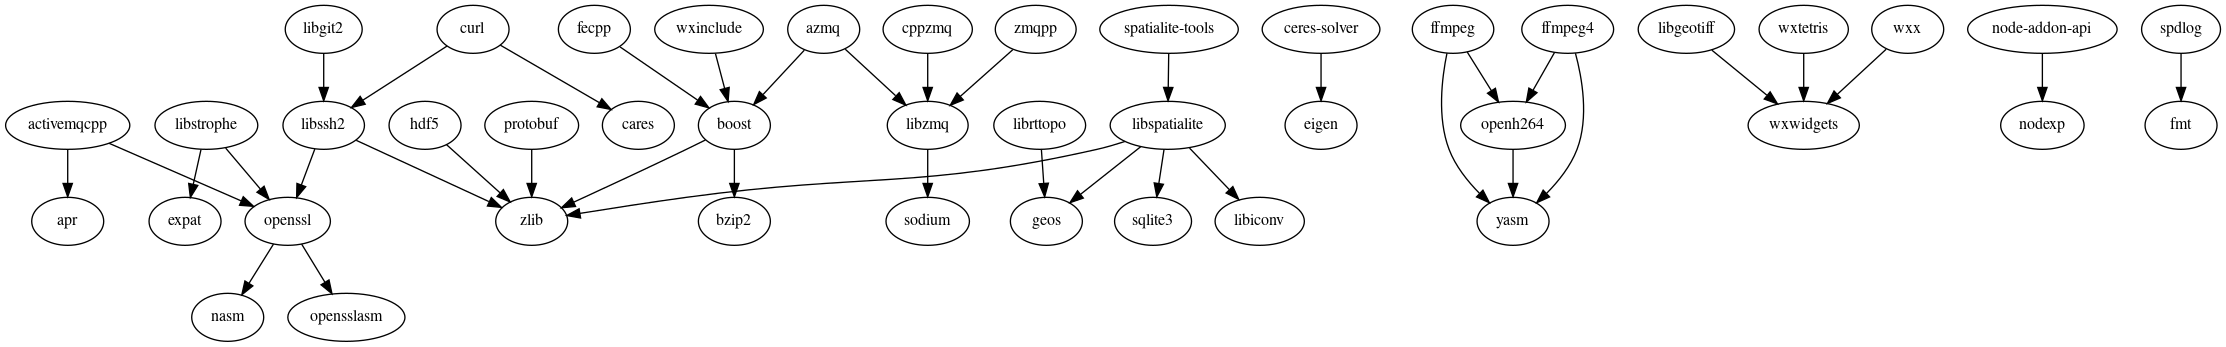 libgit2
curl
fecpp
wxinclude
azmq
cppzmq
zmqpp
spatialite-tools
ceres-solver
ffmpeg
ffmpeg4
libgeotiff
wxtetris
wxx
node-addon-api
spdlog
activemqcpp
libstrophe
libssh2
hdf5
protobuf
cares
boost
libzmq
librttopo
libspatialite
eigen
openh264
wxwidgets
nodexp
fmt
apr
expat
openssl
zlib
bzip2
sodium
geos
sqlite3
libiconv
yasm
nasm
opensslasm